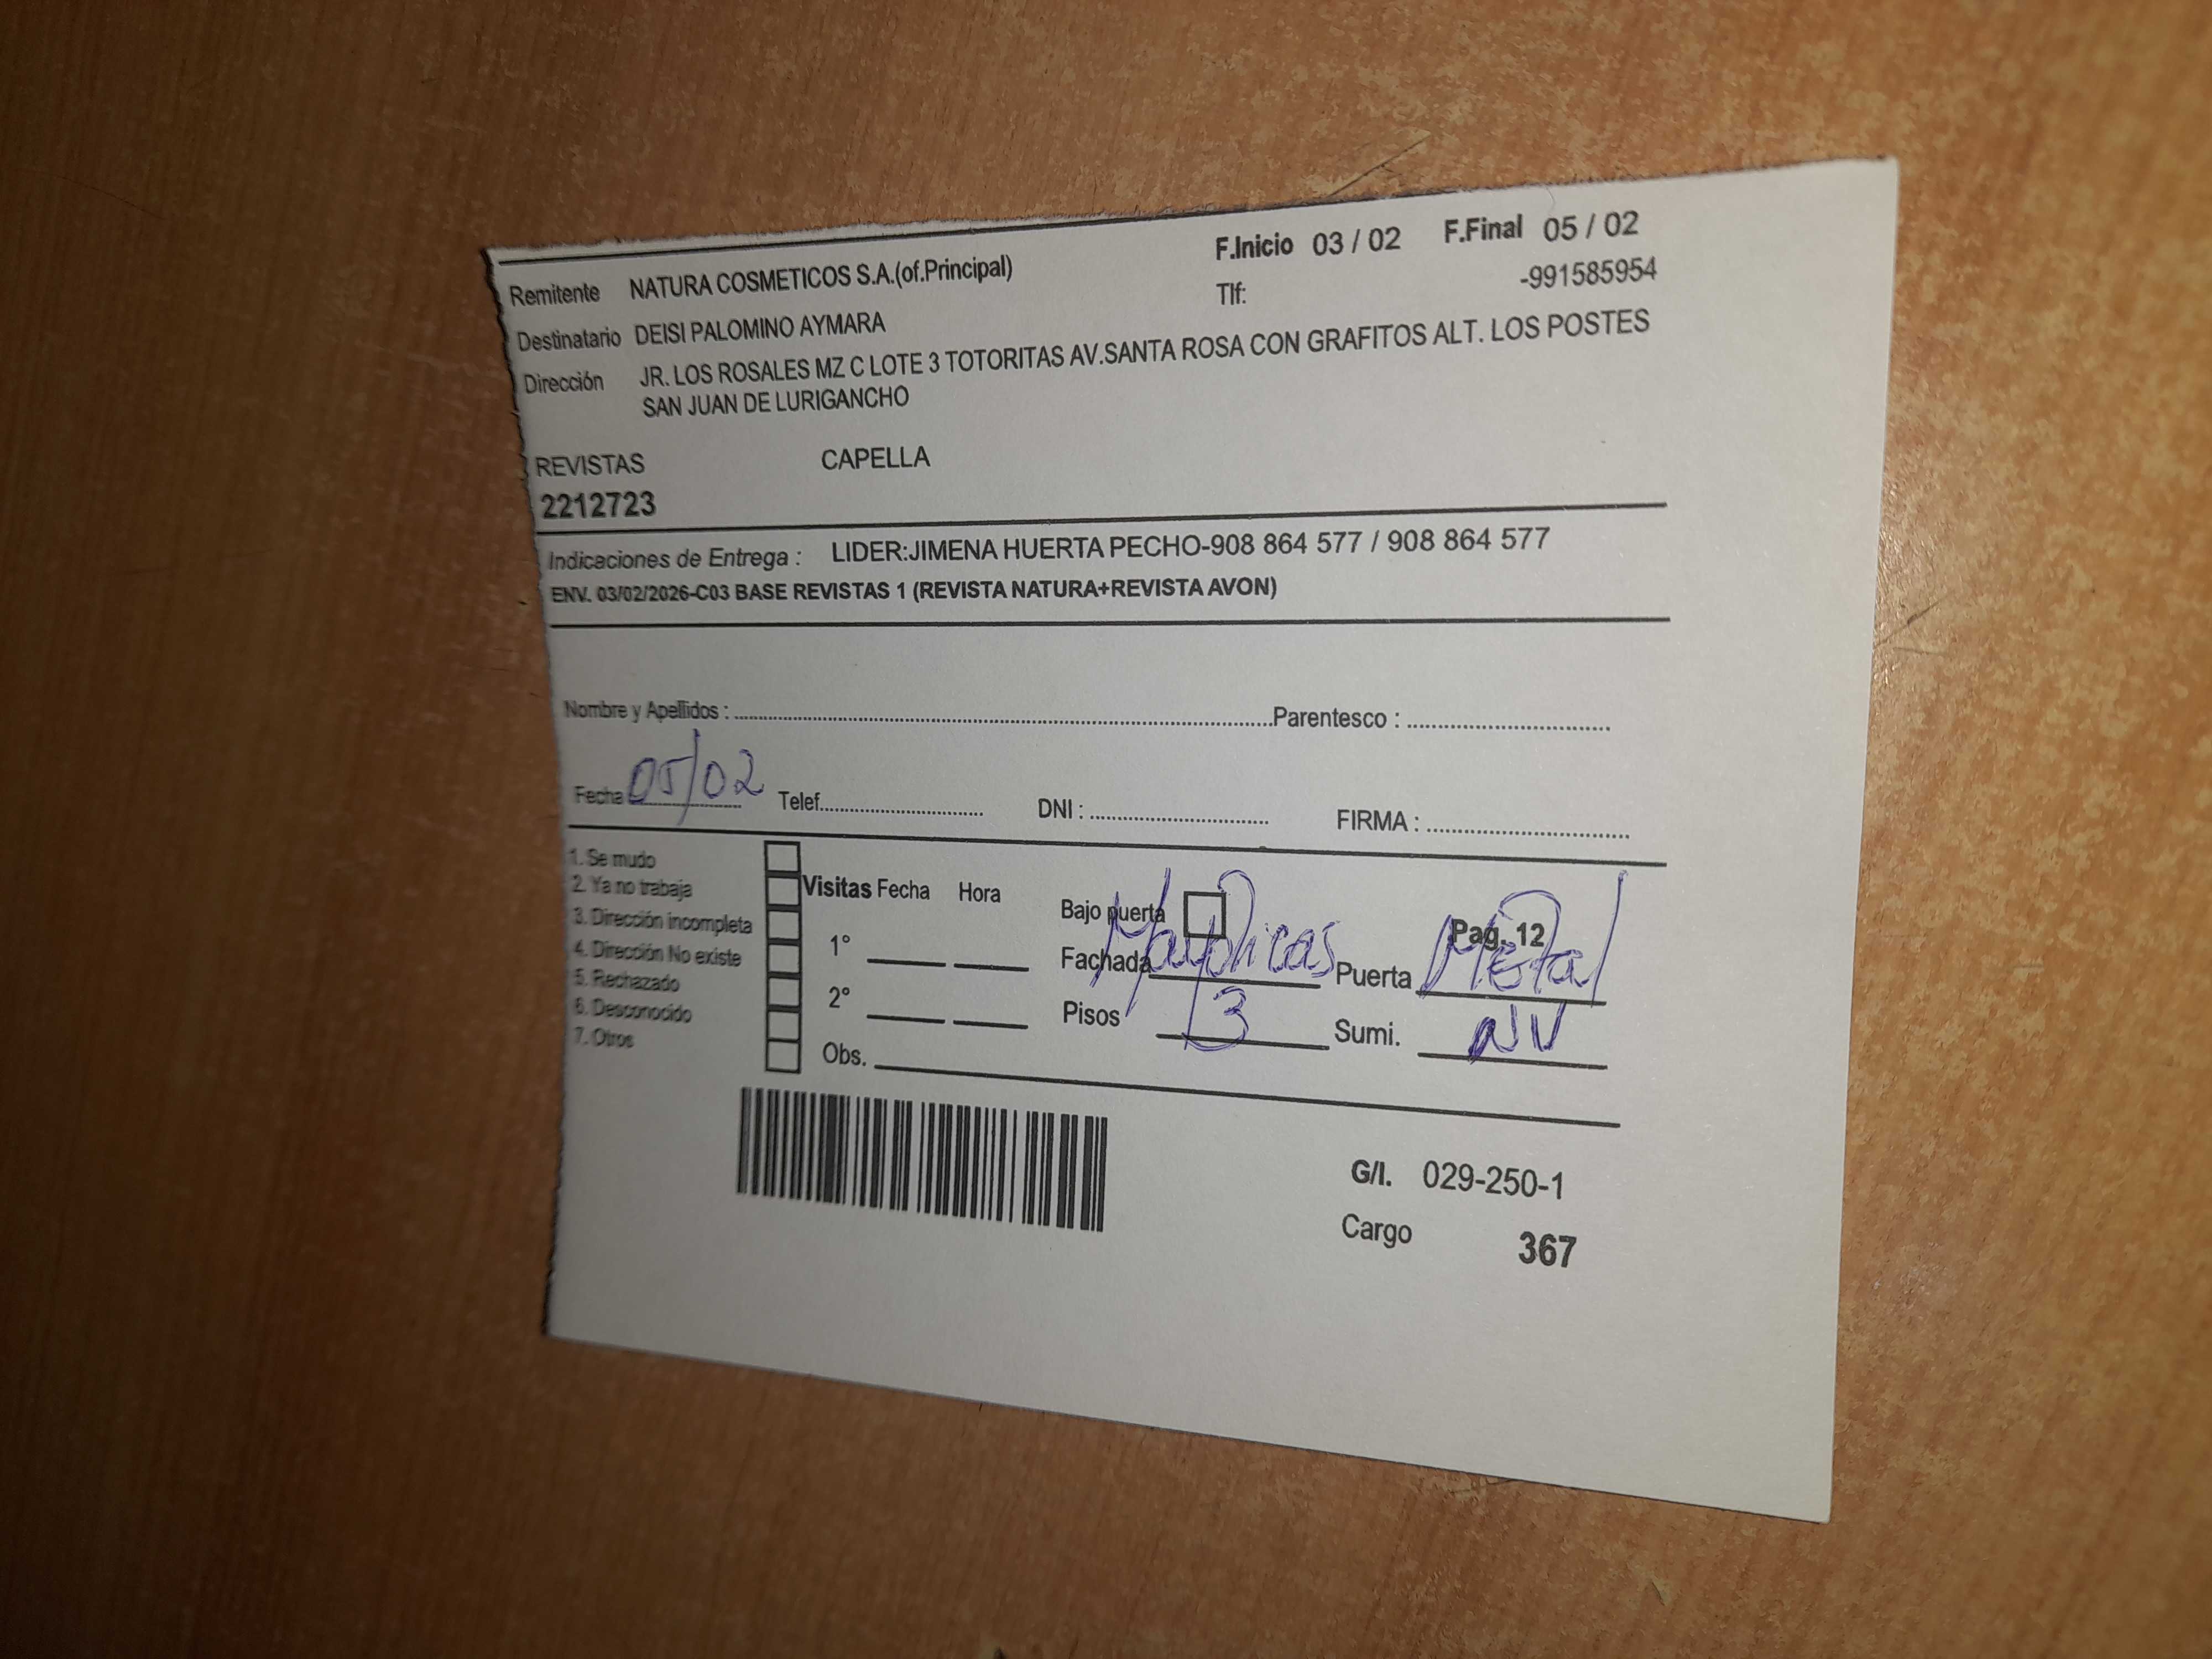 F.Inicio 03 / 02 F.Final 05 / 02
Remitente NATURA COSMETICOS S.A.(of.Principal)
Tlf: -991585954
Destinatario DEISI PALOMINO AYMARA
Dirección JR. LOS ROSALES MZ C LOTE 3 TOTORITAS AV.SANTA ROSA CON GRAFITOS ALT. LOS POSTES
SAN JUAN DE LURIGANCHO
REVISTAS CAPELLA
2212723
Indicaciones de Entrega : LIDER:JIMENA HUERTA PECHO-908 864 577 / 908 864 577
ENV. 03/02/2026-C03 BASE REVISTAS 1 (REVISTA NATURA+REVISTA AVON)
Nombre y Apellidos : Parentesco :
Fecha 05/02 Telef. DNI : FIRMA :
1. Se mudo
2. Ya no trabaja
3. Dirección incompleta
4. Dirección No existe
5. Rechazado
6. Desconocido
7. Otros
Visitas Fecha Hora
1°
2°
Obs.
Bajo puerta Pag. 12
Fachada Puerta Metal
Pisos 3 Sumi. NV
G/I. 029-250-1
Cargo 367